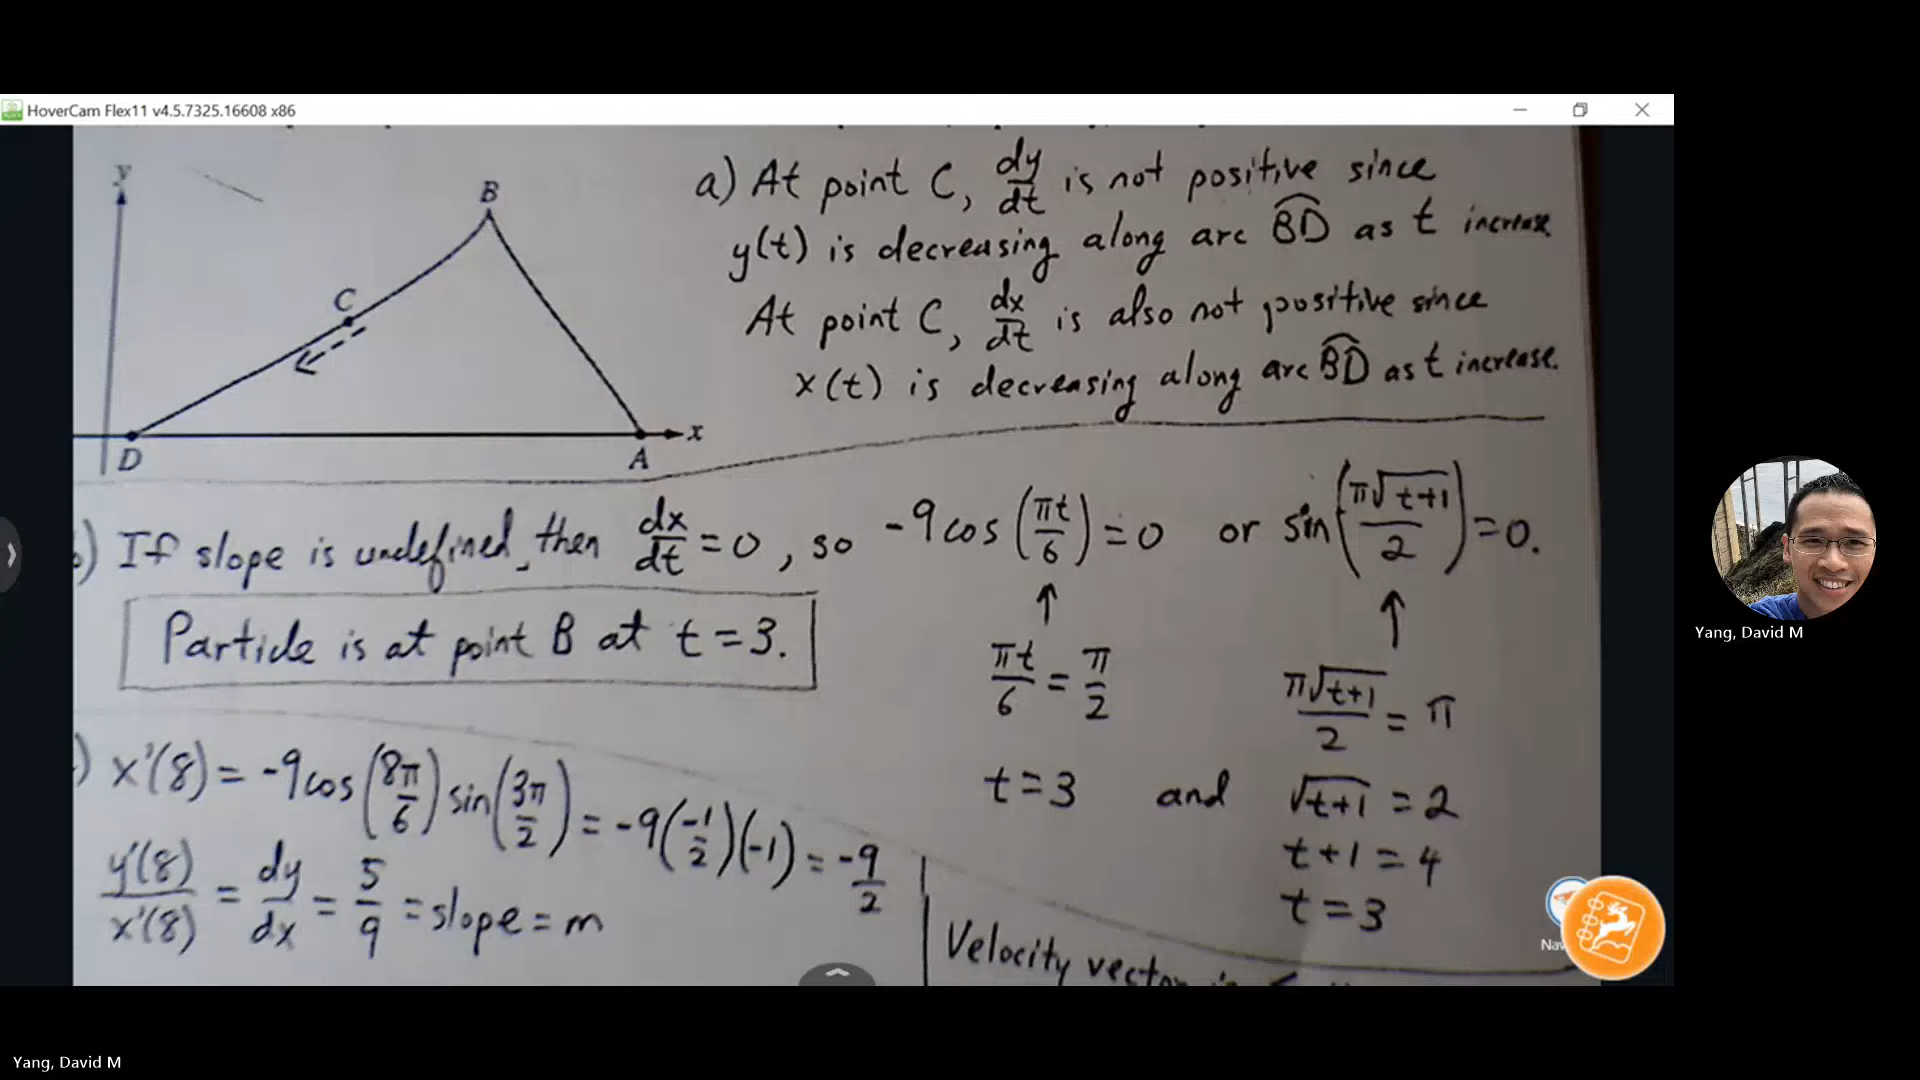 HoverCam Flex11 v4.5.7325.16608 x86
y
B
C
D
A
x
a) At point C, dy/dt is not positive since
y(t) is decreasing along arc BD as t increase
At point C, dx/dt is also not positive since
x(t) is decreasing along arc BD as t increase.
) If slope is undefined, then dx/dt = 0, so -9cos(πt/6) = 0 or sin(π√t+1/2) = 0.
Particle is at point B at t = 3.
πt/6 = π/2
π√t+1/2 = π
t = 3 and √t+1 = 2
t + 1 = 4
t = 3
) x'(8) = -9cos(8π/6) sin(3π/2) = -9(-1/2)(-1) = -9/2
y'(8)/x'(8) = dy/dx = 5/9 = slope = m
Velocity vector
Nav
Yang, David M
Yang, David M